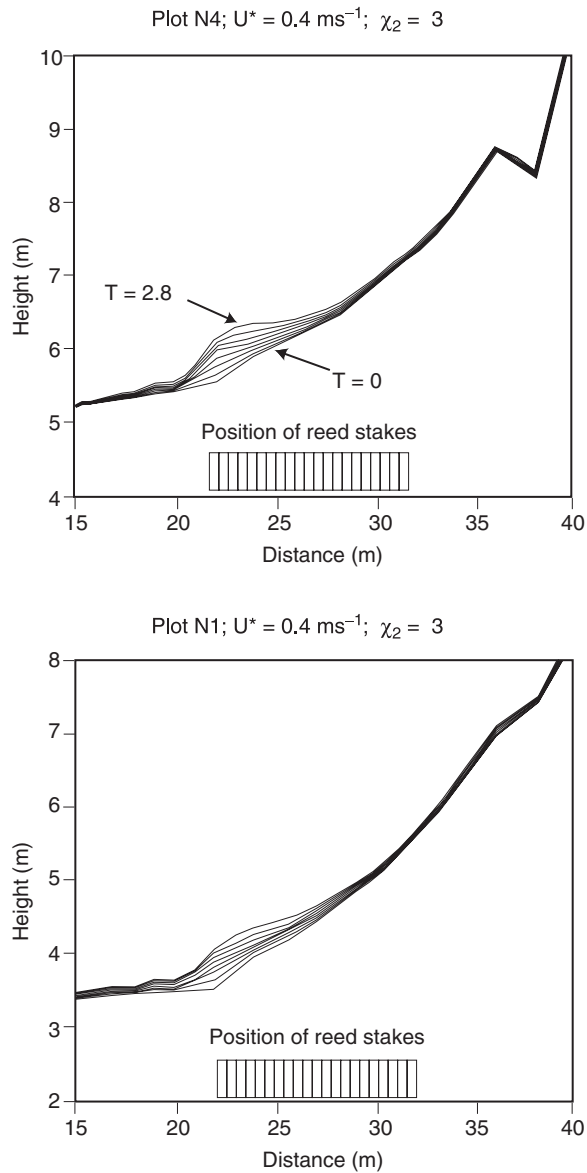 Plot N4; U* = 0.4 ms⁻¹; χ₂ = 3
10
9
8
7
6
5
4
Height (m)
T = 2.8
T = 0
Position of reed stakes
15 20 25 30 35 40
Distance (m)
Plot N1; U* = 0.4 ms⁻¹; χ₂ = 3
8
7
6
5
4
3
2
Height (m)
Position of reed stakes
15 20 25 30 35 40
Distance (m)